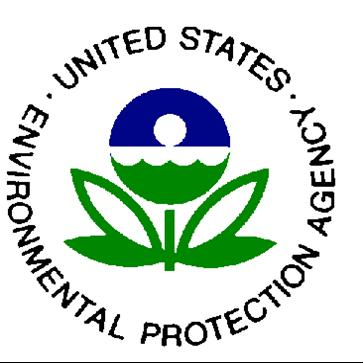 · UNITED STATES ·
ENVIRONMENTAL PROTECTION AGENCY